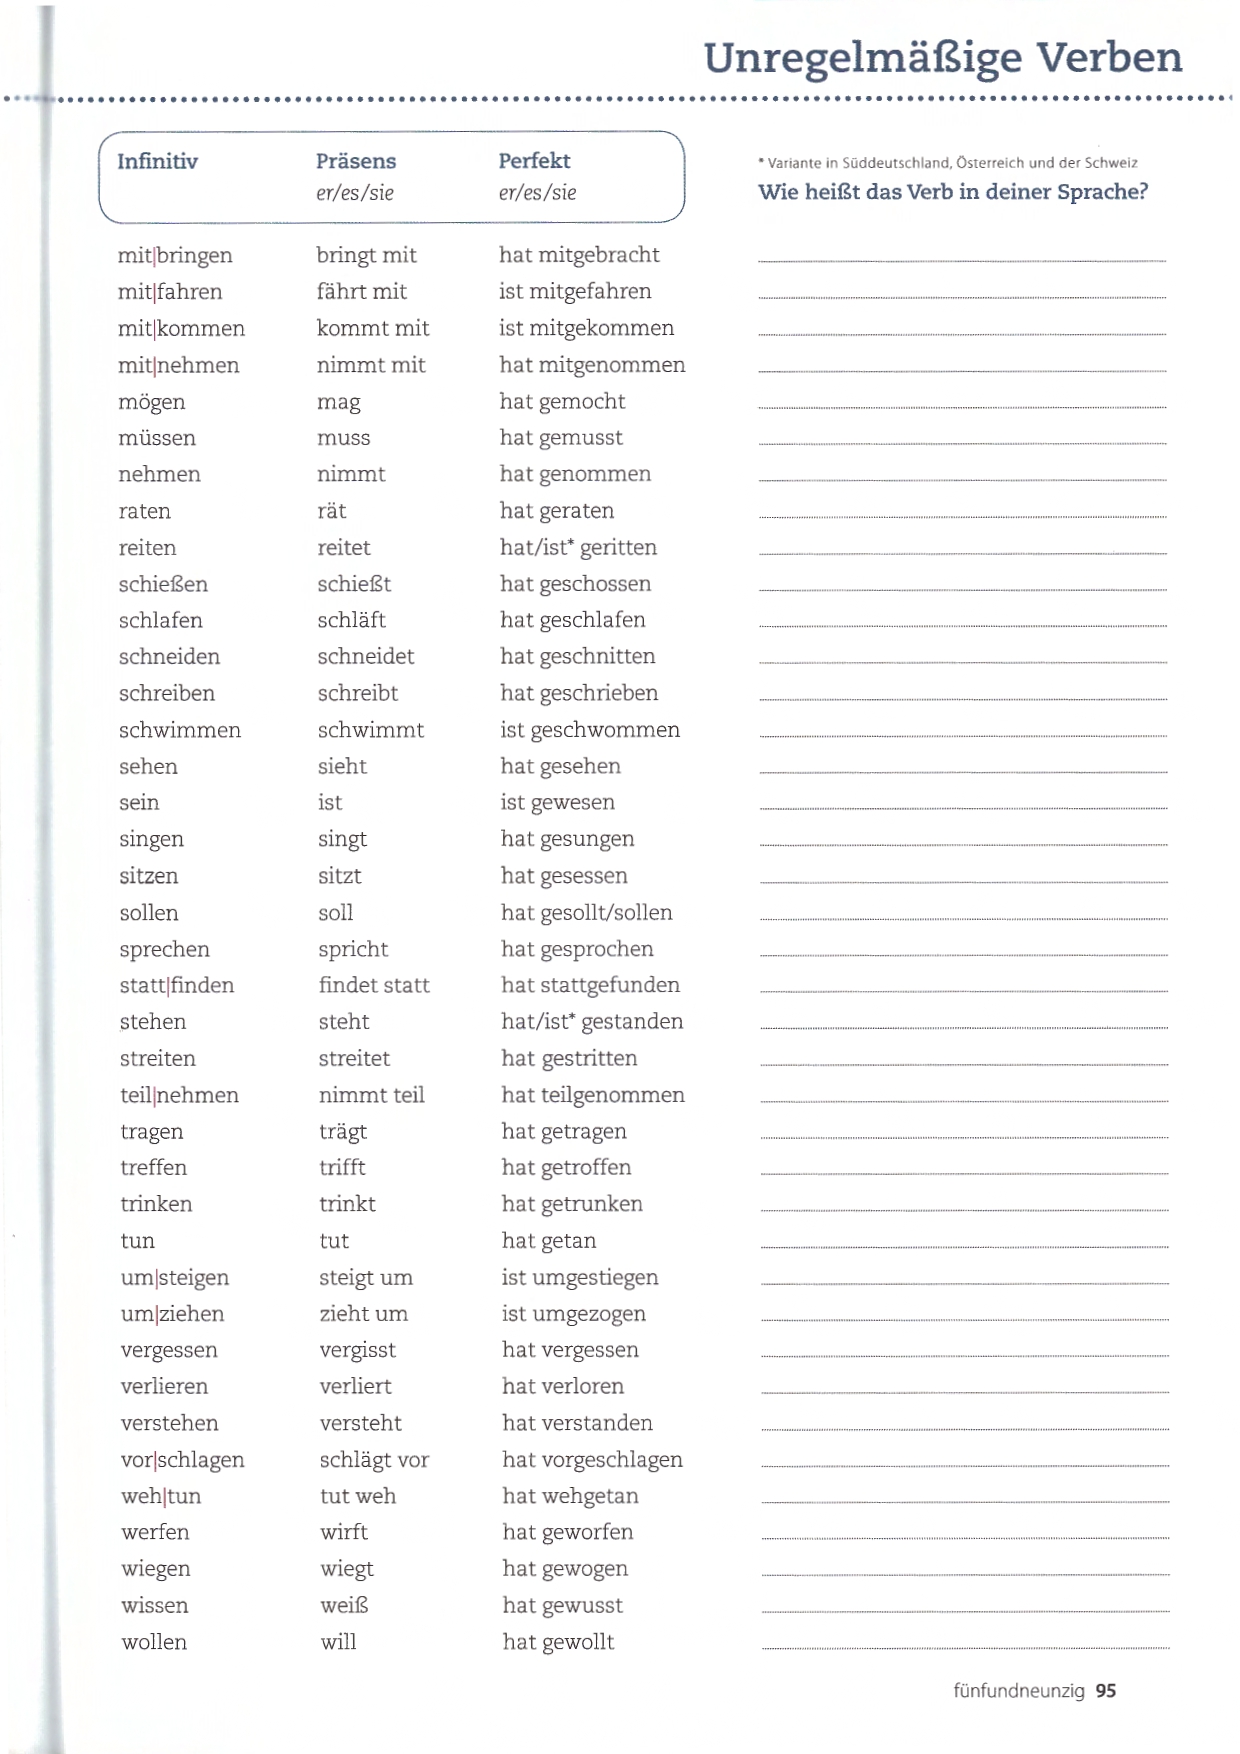 Unregelmäßige Verben
Infinitiv Präsens Perfekt
er/es/sie er/es/sie
* Variante in Süddeutschland, Österreich und der Schweiz
Wie heißt das Verb in deiner Sprache?
mit|bringen bringt mit hat mitgebracht
mit|fahren fährt mit ist mitgefahren
mit|kommen kommt mit ist mitgekommen
mit|nehmen nimmt mit hat mitgenommen
mögen mag hat gemocht
müssen muss hat gemusst
nehmen nimmt hat genommen
raten rät hat geraten
reiten reitet hat/ist* geritten
schießen schießt hat geschossen
schlafen schläft hat geschlafen
schneiden schneidet hat geschnitten
schreiben schreibt hat geschrieben
schwimmen schwimmt ist geschwommen
sehen sieht hat gesehen
sein ist ist gewesen
singen singt hat gesungen
sitzen sitzt hat gesessen
sollen soll hat gesollt/sollen
sprechen spricht hat gesprochen
statt|finden findet statt hat stattgefunden
stehen steht hat/ist* gestanden
streiten streitet hat gestritten
teil|nehmen nimmt teil hat teilgenommen
tragen trägt hat getragen
treffen trifft hat getroffen
trinken trinkt hat getrunken
tun tut hat getan
um|steigen steigt um ist umgestiegen
um|ziehen zieht um ist umgezogen
vergessen vergisst hat vergessen
verlieren verliert hat verloren
verstehen versteht hat verstanden
vor|schlagen schlägt vor hat vorgeschlagen
weh|tun tut weh hat wehgetan
werfen wirft hat geworfen
wiegen wiegt hat gewogen
wissen weiß hat gewusst
wollen will hat gewollt
fünfundneunzig 95